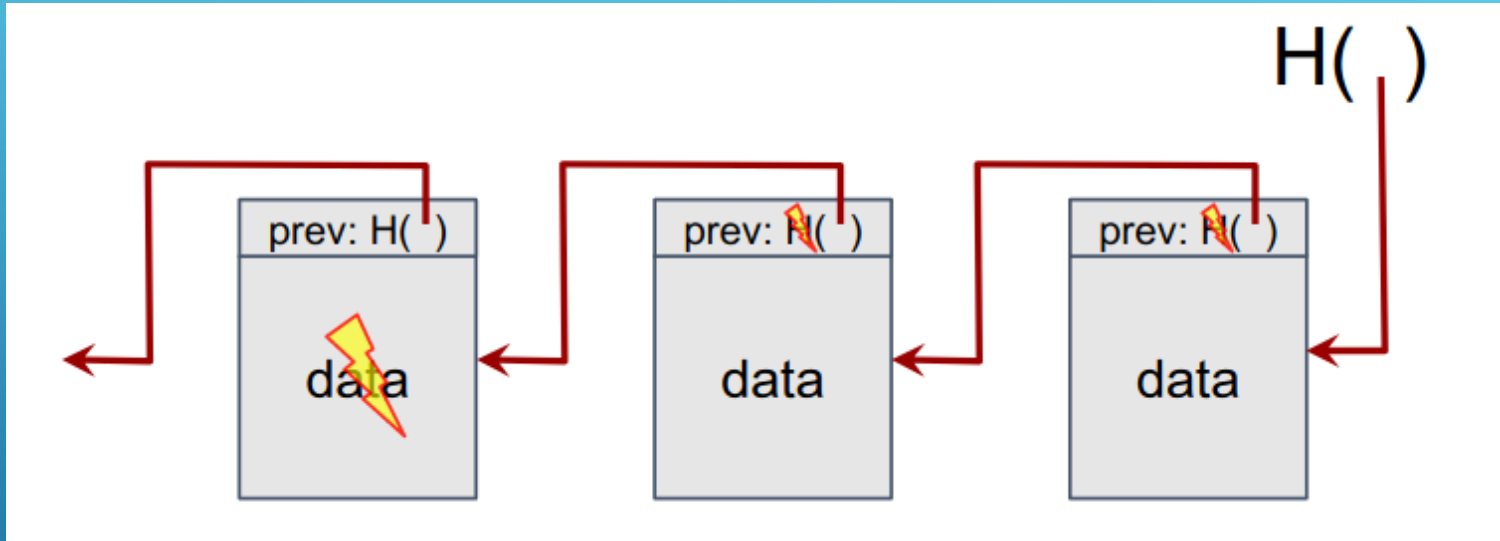 H( )
prev: H( )
prev: H( )
prev: H( )
data
data
data